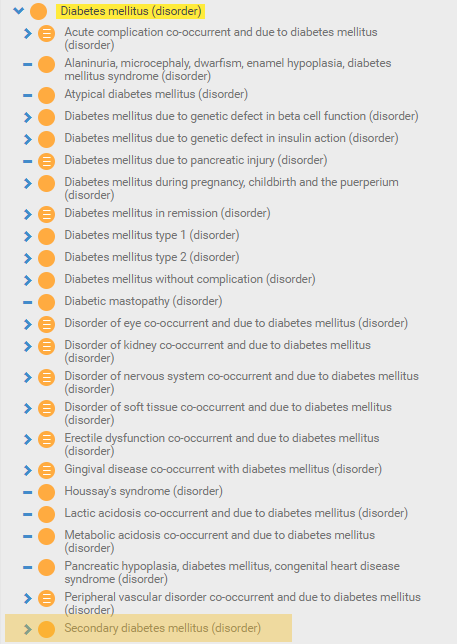 Diabetes mellitus (disorder)
Acute complication co-occurrent and due to diabetes mellitus
(disorder)
Alaninuria, microcephaly, dwarfism, enamel hypoplasia, diabetes
mellitus syndrome (disorder)
Atypical diabetes mellitus (disorder)
Diabetes mellitus due to genetic defect in beta cell function (disorder)
Diabetes mellitus due to genetic defect in insulin action (disorder)
Diabetes mellitus due to pancreatic injury (disorder)
Diabetes mellitus during pregnancy, childbirth and the puerperium
(disorder)
Diabetes mellitus in remission (disorder)
Diabetes mellitus type 1 (disorder)
Diabetes mellitus type 2 (disorder)
Diabetes mellitus without complication (disorder)
Diabetic mastopathy (disorder)
Disorder of eye co-occurrent and due to diabetes mellitus (disorder)
Disorder of kidney co-occurrent and due to diabetes mellitus
(disorder)
Disorder of nervous system co-occurrent and due to diabetes mellitus
(disorder)
Disorder of soft tissue co-occurrent and due to diabetes mellitus
(disorder)
Erectile dysfunction co-occurrent and due to diabetes mellitus
(disorder)
Gingival disease co-occurrent with diabetes mellitus (disorder)
Houssay's syndrome (disorder)
Lactic acidosis co-occurrent and due to diabetes mellitus (disorder)
Metabolic acidosis co-occurrent and due to diabetes mellitus
(disorder)
Pancreatic hypoplasia, diabetes mellitus, congenital heart disease
syndrome (disorder)
Peripheral vascular disorder co-occurrent and due to diabetes mellitus
(disorder)
Secondary diabetes mellitus (disorder)